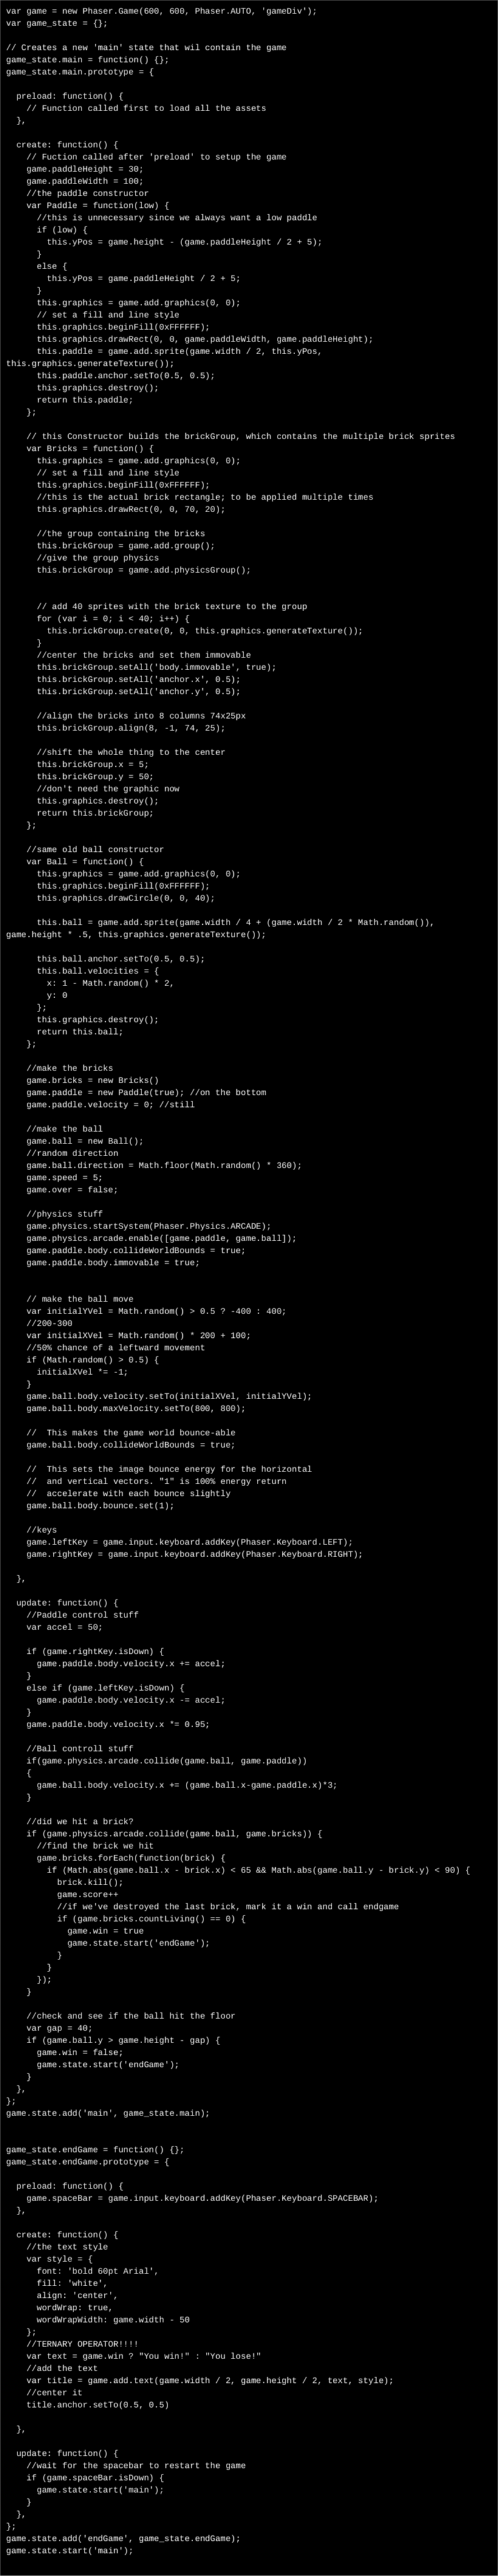 var game = new Phaser.Game(600, 600, Phaser.AUTO, 'gameDiv');
var game_state = {};

// Creates a new 'main' state that wil contain the game
game_state.main = function() {};
game_state.main.prototype = {

  preload: function() {
    // Function called first to load all the assets
  },

  create: function() {
    // Fuction called after 'preload' to setup the game
    game.paddleHeight = 30;
    game.paddleWidth = 100;
    //the paddle constructor
    var Paddle = function(low) {
      //this is unnecessary since we always want a low paddle
      if (low) {
        this.yPos = game.height - (game.paddleHeight / 2 + 5);
      }
      else {
        this.yPos = game.paddleHeight / 2 + 5;
      }
      this.graphics = game.add.graphics(0, 0);
      // set a fill and line style
      this.graphics.beginFill(0xFFFFFF);
      this.graphics.drawRect(0, 0, game.paddleWidth, game.paddleHeight);
      this.paddle = game.add.sprite(game.width / 2, this.yPos,
this.graphics.generateTexture());
      this.paddle.anchor.setTo(0.5, 0.5);
      this.graphics.destroy();
      return this.paddle;
    };

    // this Constructor builds the brickGroup, which contains the multiple brick sprites
    var Bricks = function() {
      this.graphics = game.add.graphics(0, 0);
      // set a fill and line style
      this.graphics.beginFill(0xFFFFFF);
      //this is the actual brick rectangle; to be applied multiple times
      this.graphics.drawRect(0, 0, 70, 20);

      //the group containing the bricks
      this.brickGroup = game.add.group();
      //give the group physics
      this.brickGroup = game.add.physicsGroup();


      // add 40 sprites with the brick texture to the group
      for (var i = 0; i < 40; i++) {
        this.brickGroup.create(0, 0, this.graphics.generateTexture());
      }
      //center the bricks and set them immovable
      this.brickGroup.setAll('body.immovable', true);
      this.brickGroup.setAll('anchor.x', 0.5);
      this.brickGroup.setAll('anchor.y', 0.5);

      //align the bricks into 8 columns 74x25px
      this.brickGroup.align(8, -1, 74, 25);

      //shift the whole thing to the center
      this.brickGroup.x = 5;
      this.brickGroup.y = 50;
      //don't need the graphic now
      this.graphics.destroy();
      return this.brickGroup;
    };

    //same old ball constructor
    var Ball = function() {
      this.graphics = game.add.graphics(0, 0);
      this.graphics.beginFill(0xFFFFFF);
      this.graphics.drawCircle(0, 0, 40);

      this.ball = game.add.sprite(game.width / 4 + (game.width / 2 * Math.random()),
game.height * .5, this.graphics.generateTexture());

      this.ball.anchor.setTo(0.5, 0.5);
      this.ball.velocities = {
        x: 1 - Math.random() * 2,
        y: 0
      };
      this.graphics.destroy();
      return this.ball;
    };

    //make the bricks
    game.bricks = new Bricks()
    game.paddle = new Paddle(true); //on the bottom
    game.paddle.velocity = 0; //still

    //make the ball
    game.ball = new Ball();
    //random direction
    game.ball.direction = Math.floor(Math.random() * 360);
    game.speed = 5;
    game.over = false;

    //physics stuff
    game.physics.startSystem(Phaser.Physics.ARCADE);
    game.physics.arcade.enable([game.paddle, game.ball]);
    game.paddle.body.collideWorldBounds = true;
    game.paddle.body.immovable = true;


    // make the ball move
    var initialYVel = Math.random() > 0.5 ? -400 : 400;
    //200-300
    var initialXVel = Math.random() * 200 + 100;
    //50% chance of a leftward movement
    if (Math.random() > 0.5) {
      initialXVel *= -1;
    }
    game.ball.body.velocity.setTo(initialXVel, initialYVel);
    game.ball.body.maxVelocity.setTo(800, 800);

    //  This makes the game world bounce-able
    game.ball.body.collideWorldBounds = true;

    //  This sets the image bounce energy for the horizontal
    //  and vertical vectors. "1" is 100% energy return
    //  accelerate with each bounce slightly
    game.ball.body.bounce.set(1);

    //keys
    game.leftKey = game.input.keyboard.addKey(Phaser.Keyboard.LEFT);
    game.rightKey = game.input.keyboard.addKey(Phaser.Keyboard.RIGHT);

  },

  update: function() {
    //Paddle control stuff
    var accel = 50;

    if (game.rightKey.isDown) {
      game.paddle.body.velocity.x += accel;
    }
    else if (game.leftKey.isDown) {
      game.paddle.body.velocity.x -= accel;
    }
    game.paddle.body.velocity.x *= 0.95;

    //Ball controll stuff
    if(game.physics.arcade.collide(game.ball, game.paddle))
    {
      game.ball.body.velocity.x += (game.ball.x-game.paddle.x)*3;
    }

    //did we hit a brick?
    if (game.physics.arcade.collide(game.ball, game.bricks)) {
      //find the brick we hit
      game.bricks.forEach(function(brick) {
        if (Math.abs(game.ball.x - brick.x) < 65 && Math.abs(game.ball.y - brick.y) < 90) {
          brick.kill();
          game.score++
          //if we've destroyed the last brick, mark it a win and call endgame
          if (game.bricks.countLiving() == 0) {
            game.win = true
            game.state.start('endGame');
          }
        }
      });
    }

    //check and see if the ball hit the floor
    var gap = 40;
    if (game.ball.y > game.height - gap) {
      game.win = false;
      game.state.start('endGame');
    }
  },
};
game.state.add('main', game_state.main);


game_state.endGame = function() {};
game_state.endGame.prototype = {

  preload: function() {
    game.spaceBar = game.input.keyboard.addKey(Phaser.Keyboard.SPACEBAR);
  },

  create: function() {
    //the text style
    var style = {
      font: 'bold 60pt Arial',
      fill: 'white',
      align: 'center',
      wordWrap: true,
      wordWrapWidth: game.width - 50
    };
    //TERNARY OPERATOR!!!!
    var text = game.win ? "You win!" : "You lose!"
    //add the text
    var title = game.add.text(game.width / 2, game.height / 2, text, style);
    //center it
    title.anchor.setTo(0.5, 0.5)

  },

  update: function() {
    //wait for the spacebar to restart the game
    if (game.spaceBar.isDown) {
      game.state.start('main');
    }
  },
};
game.state.add('endGame', game_state.endGame);
game.state.start('main');